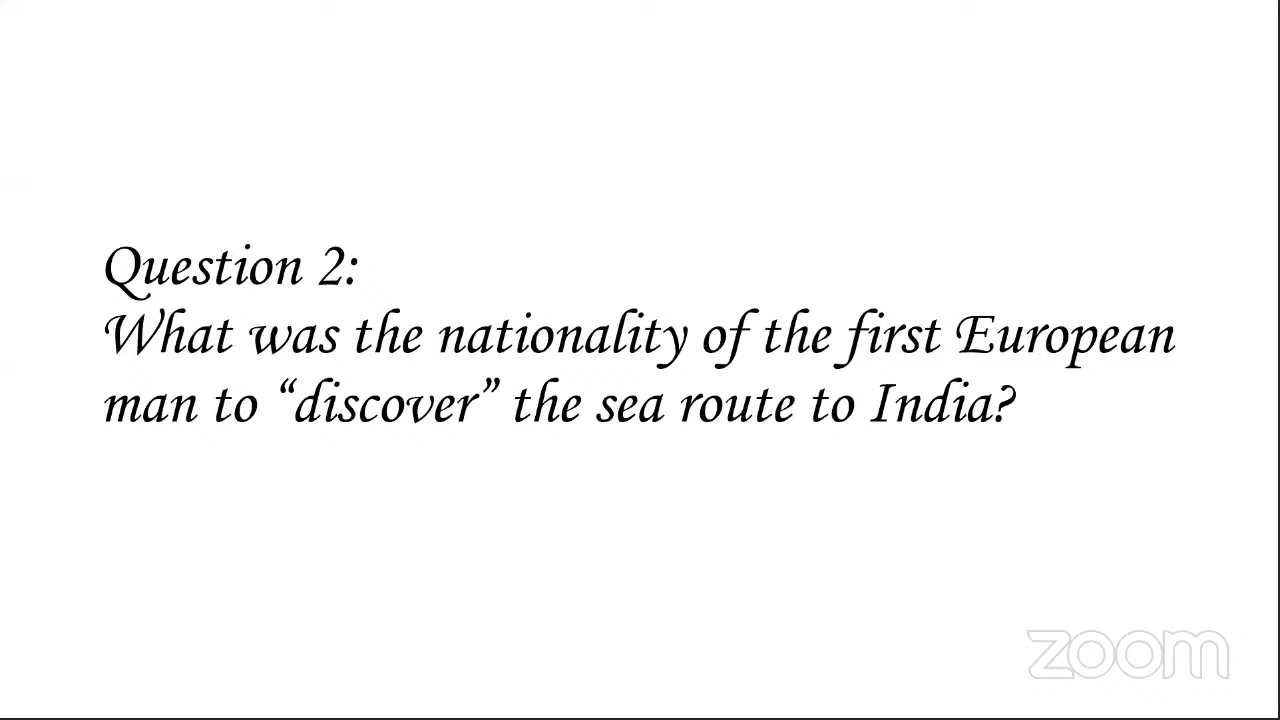 Question 2:
What was the nationality of the first European
man to “discover” the sea route to India?
zoom